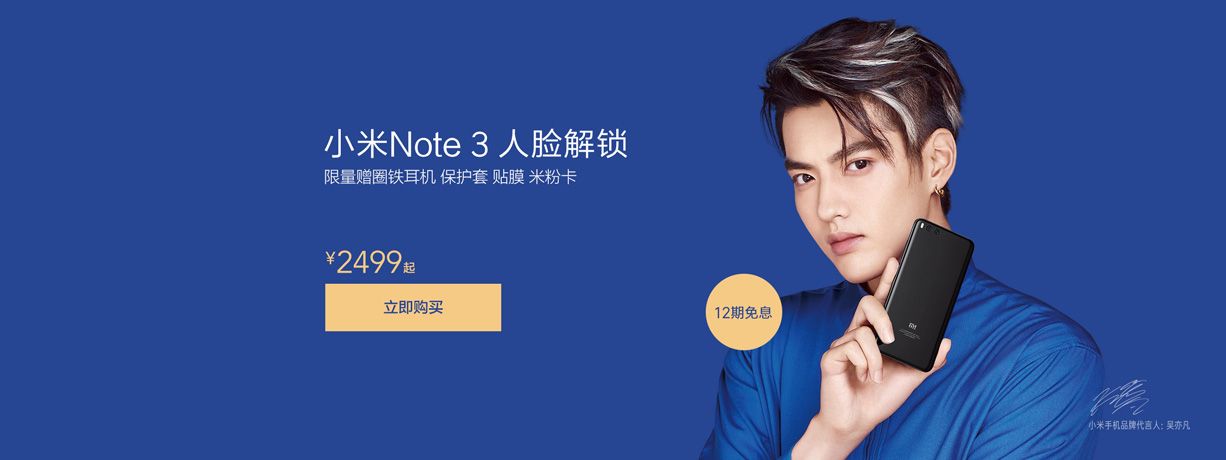 小米Note 3 人脸解锁
限量赠圈铁耳机 保护套 贴膜 米粉卡
¥2499起
立即购买
12期免息
小米手机品牌代言人: 吴亦凡